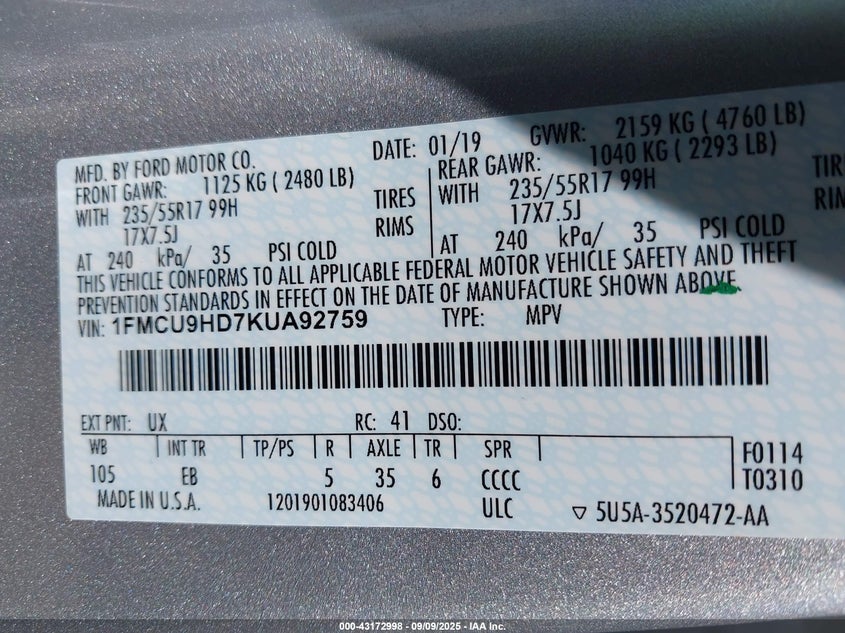 MFD. BY FORD MOTOR CO. DATE: 01/19 GVWR: 2159 KG ( 4760 LB)
FRONT GAWR: 1125 KG ( 2480 LB) REAR GAWR: 1040 KG ( 2293 LB)
WITH 235/55R17 99H TIRES WITH 235/55R17 99H TIRE
17X7.5J RIMS 17X7.5J RIM
AT 240 kPa/ 35 PSI COLD AT 240 kPa/ 35 PSI COLD
THIS VEHICLE CONFORMS TO ALL APPLICABLE FEDERAL MOTOR VEHICLE SAFETY AND THEFT
PREVENTION STANDARDS IN EFFECT ON THE DATE OF MANUFACTURE SHOWN ABOVE.
VIN: 1FMCU9HD7KUA92759 TYPE: MPV
EXT PNT: UX RC: 41 DSO:
WB INT TR TP/PS R AXLE TR SPR
105 EB 5 35 6 CCCC
F0114
T0310
MADE IN U.S.A. 1201901083406 ULC ▽ 5U5A-3520472-AA
000-43172998 - 09/09/2025 - IAA Inc.